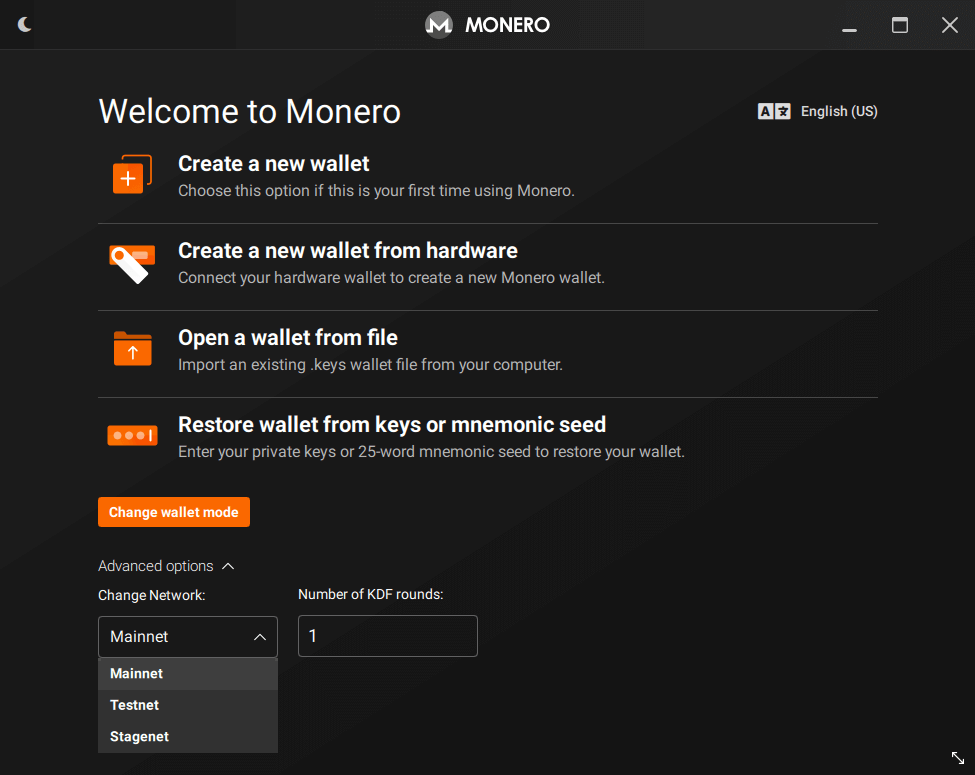 MONERO
Welcome to Monero
A文 English (US)
Create a new wallet
Choose this option if this is your first time using Monero.
Create a new wallet from hardware
Connect your hardware wallet to create a new Monero wallet.
Open a wallet from file
Import an existing .keys wallet file from your computer.
Restore wallet from keys or mnemonic seed
Enter your private keys or 25-word mnemonic seed to restore your wallet.
Change wallet mode
Advanced options
Change Network:
Number of KDF rounds:
Mainnet
1
Mainnet
Testnet
Stagenet